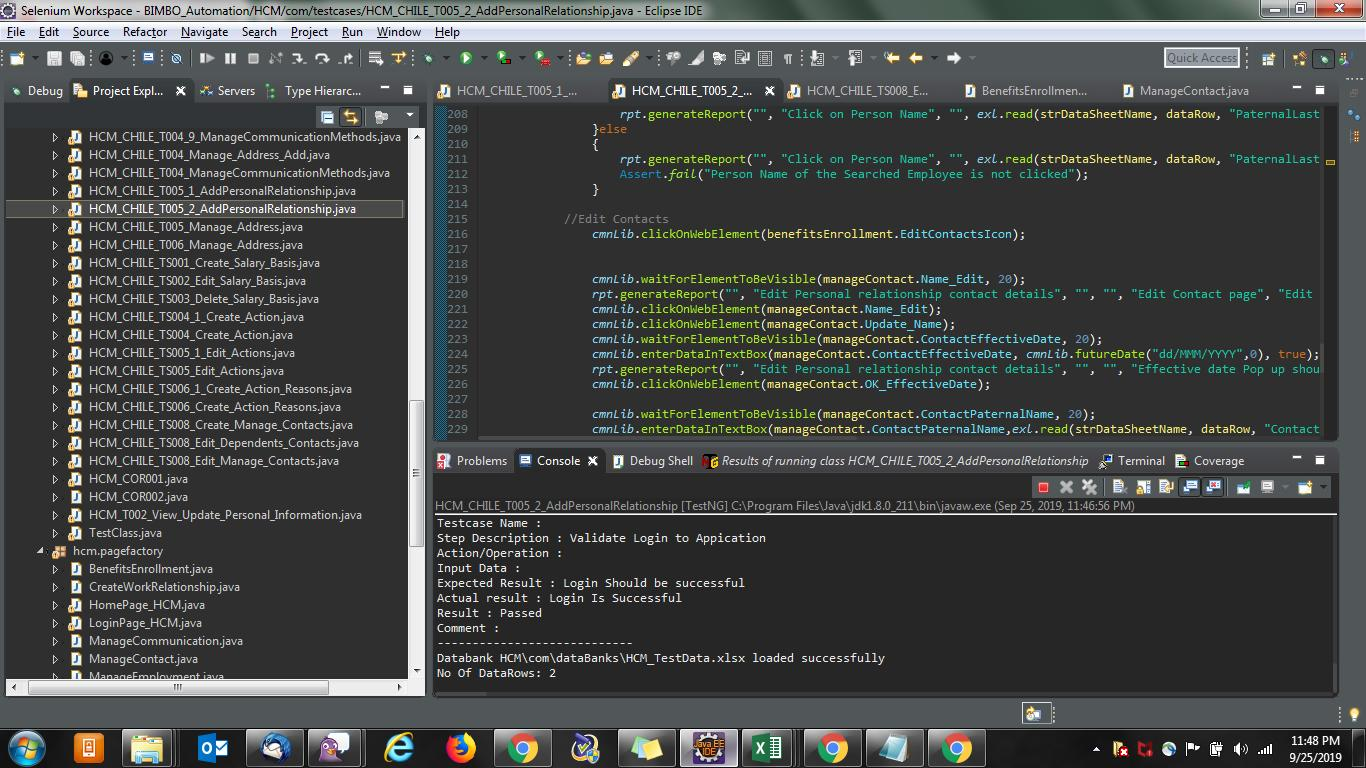 Selenium Workspace - BIMBO_Automation/HCM/com/testcases/HCM_CHILE_T005_2_AddPersonalRelationship.java - Eclipse IDE
File Edit Source Refactor Navigate Search Project Run Window Help
Quick Access
Debug Project Expl... Servers Type Hierarc...
HCM_CHILE_T004_9_ManageCommunicationMethods.java
HCM_CHILE_T004_Manage_Address_Add.java
HCM_CHILE_T004_ManageCommunicationMethods.java
HCM_CHILE_T005_1_AddPersonalRelationship.java
HCM_CHILE_T005_2_AddPersonalRelationship.java
HCM_CHILE_T005_Manage_Address.java
HCM_CHILE_T006_Manage_Address.java
HCM_CHILE_TS001_Create_Salary_Basis.java
HCM_CHILE_TS002_Edit_Salary_Basis.java
HCM_CHILE_TS003_Delete_Salary_Basis.java
HCM_CHILE_TS004_1_Create_Action.java
HCM_CHILE_TS004_Create_Action.java
HCM_CHILE_TS005_1_Edit_Actions.java
HCM_CHILE_TS005_Edit_Actions.java
HCM_CHILE_TS006_1_Create_Action_Reasons.java
HCM_CHILE_TS006_Create_Action_Reasons.java
HCM_CHILE_TS008_Create_Manage_Contacts.java
HCM_CHILE_TS008_Edit_Dependents_Contacts.java
HCM_CHILE_TS008_Edit_Manage_Contacts.java
HCM_COR001.java
HCM_COR002.java
HCM_T002_View_Update_Personal_Information.java
TestClass.java
hcm.pagefactory
BenefitsEnrollment.java
CreateWorkRelationship.java
HomePage_HCM.java
LoginPage_HCM.java
ManageCommunication.java
ManageContact.java
ManageEmployment.java
HCM_CHILE_T005_1_... HCM_CHILE_T005_2_... HCM_CHILE_TS008_E... BenefitsEnrollmen... ManageContact.java
208 rpt.generateReport("", "Click on Person Name", "", exl.read(strDataSheetName, dataRow, "PaternalLast
209 }else
210 {
211 rpt.generateReport("", "Click on Person Name", "", exl.read(strDataSheetName, dataRow, "PaternalLast
212 Assert.fail("Person Name of the Searched Employee is not clicked");
213 }
214
215 //Edit Contacts
216 cmnLib.clickOnWebElement(benefitsEnrollment.EditContactsIcon);
217
218
219 cmnLib.waitForElementToBeVisible(manageContact.Name_Edit, 20);
220 rpt.generateReport("", "Edit Personal relationship contact details", "", "", "Edit Contact page", "Edit
221 cmnLib.clickOnWebElement(manageContact.Name_Edit);
222 cmnLib.clickOnWebElement(manageContact.Update_Name);
223 cmnLib.waitForElementToBeVisible(manageContact.ContactEffectiveDate, 20);
224 cmnLib.enterDataInTextBox(manageContact.ContactEffectiveDate, cmnLib.futureDate("dd/MMM/YYYY",0), true);
225 rpt.generateReport("", "Edit Personal relationship contact details", "", "", "Effective date Pop up shou
226 cmnLib.clickOnWebElement(manageContact.OK_EffectiveDate);
227
228 cmnLib.waitForElementToBeVisible(manageContact.ContactPaternalName, 20);
229 cmnLib.enterDataInTextBox(manageContact.ContactPaternalName,exl.read(strDataSheetName, dataRow, "Contact
Problems Console Debug Shell Results of running class HCM_CHILE_T005_2_AddPersonalRelationship Terminal Coverage
HCM_CHILE_T005_2_AddPersonalRelationship [TestNG] C:\Program Files\Java\jdk1.8.0_211\bin\javaw.exe (Sep 25, 2019, 11:46:56 PM)
Testcase Name :
Step Description : Validate Login to Appication
Action/Operation :
Input Data :
Expected Result : Login Should be successful
Actual result : Login Is Successful
Result : Passed
Comment :
----------------------------
Databank HCM\com\dataBanks\HCM_TestData.xlsx loaded successfully
No Of DataRows: 2
Java EE
IDE
11:48 PM
9/25/2019